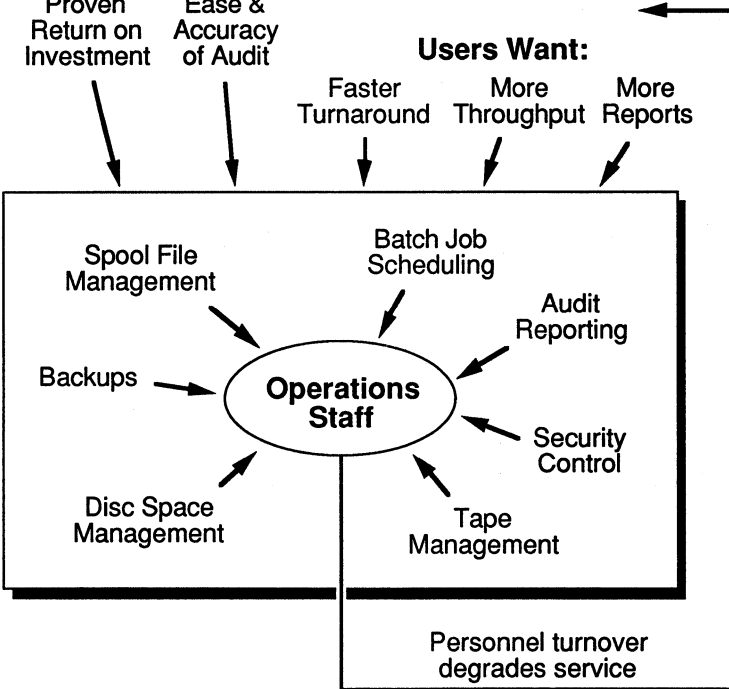 Proven
Return on
Investment
Ease &
Accuracy
of Audit
Users Want:
Faster
Turnaround
More
Throughput
More
Reports
Spool File
Management
Batch Job
Scheduling
Audit
Reporting
Backups
Operations
Staff
Security
Control
Disc Space
Management
Tape
Management
Personnel turnover
degrades service